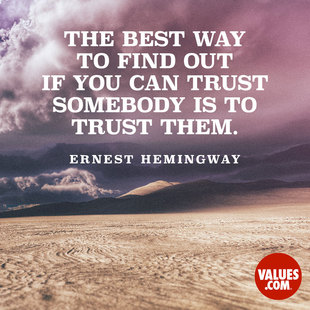 THE BEST WAY
TO FIND OUT
IF YOU CAN TRUST
SOMEBODY IS TO
TRUST THEM.
ERNEST HEMINGWAY
VALUES
.COM